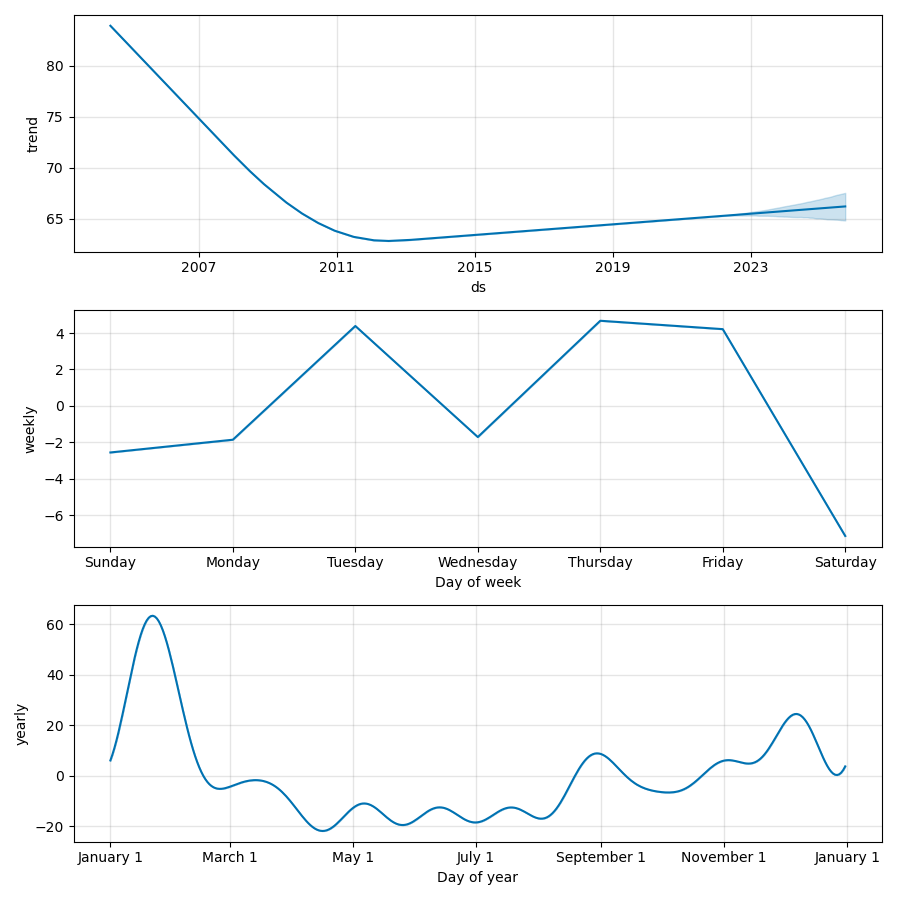 80
75
70
65
trend
2007 2011 2015 2019 2023
ds
4
2
0
−2
−4
−6
weekly
Sunday Monday Tuesday Wednesday Thursday Friday Saturday
Day of week
60
40
20
0
−20
yearly
January 1 March 1 May 1 July 1 September 1 November 1 January 1
Day of year